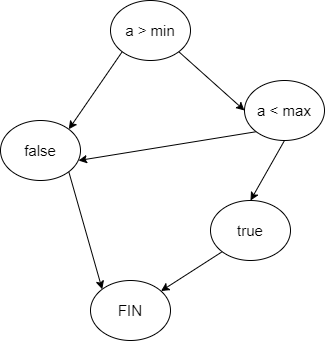 a > min
a < max
false
true
FIN